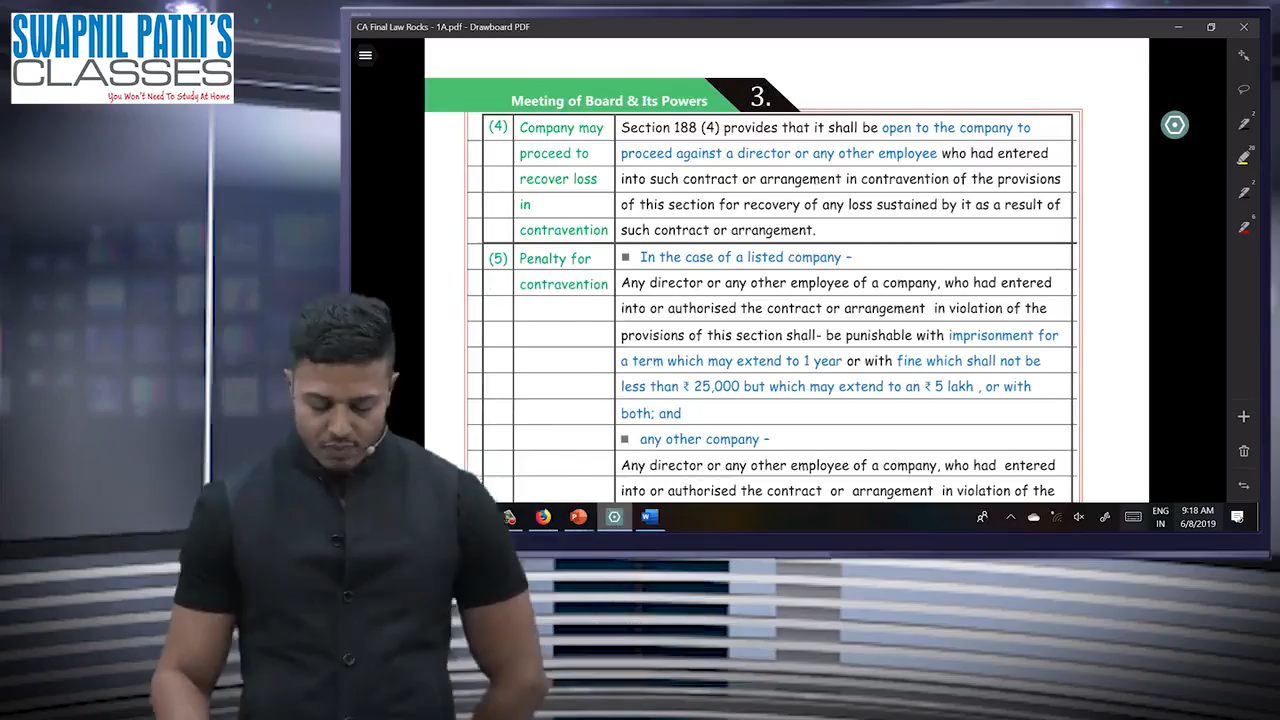 SWAPNIL PATNI'S
CLASSES
You Won't Need To Study At Home
CA Final Law Rocks - 1A.pdf - Drawboard PDF
Meeting of Board & Its Powers
3.
(4) Company may proceed to recover loss in contravention
Section 188 (4) provides that it shall be open to the company to
proceed against a director or any other employee who had entered
into such contract or arrangement in contravention of the provisions
of this section for recovery of any loss sustained by it as a result of
such contract or arrangement.
(5) Penalty for contravention
■ In the case of a listed company –
Any director or any other employee of a company, who had entered
into or authorised the contract or arrangement in violation of the
provisions of this section shall- be punishable with imprisonment for
a term which may extend to 1 year or with fine which shall not be
less than ₹ 25,000 but which may extend to an ₹ 5 lakh , or with
both; and
■ any other company –
Any director or any other employee of a company, who had entered
into or authorised the contract or arrangement in violation of the
ENG
IN
9:18 AM
6/8/2019